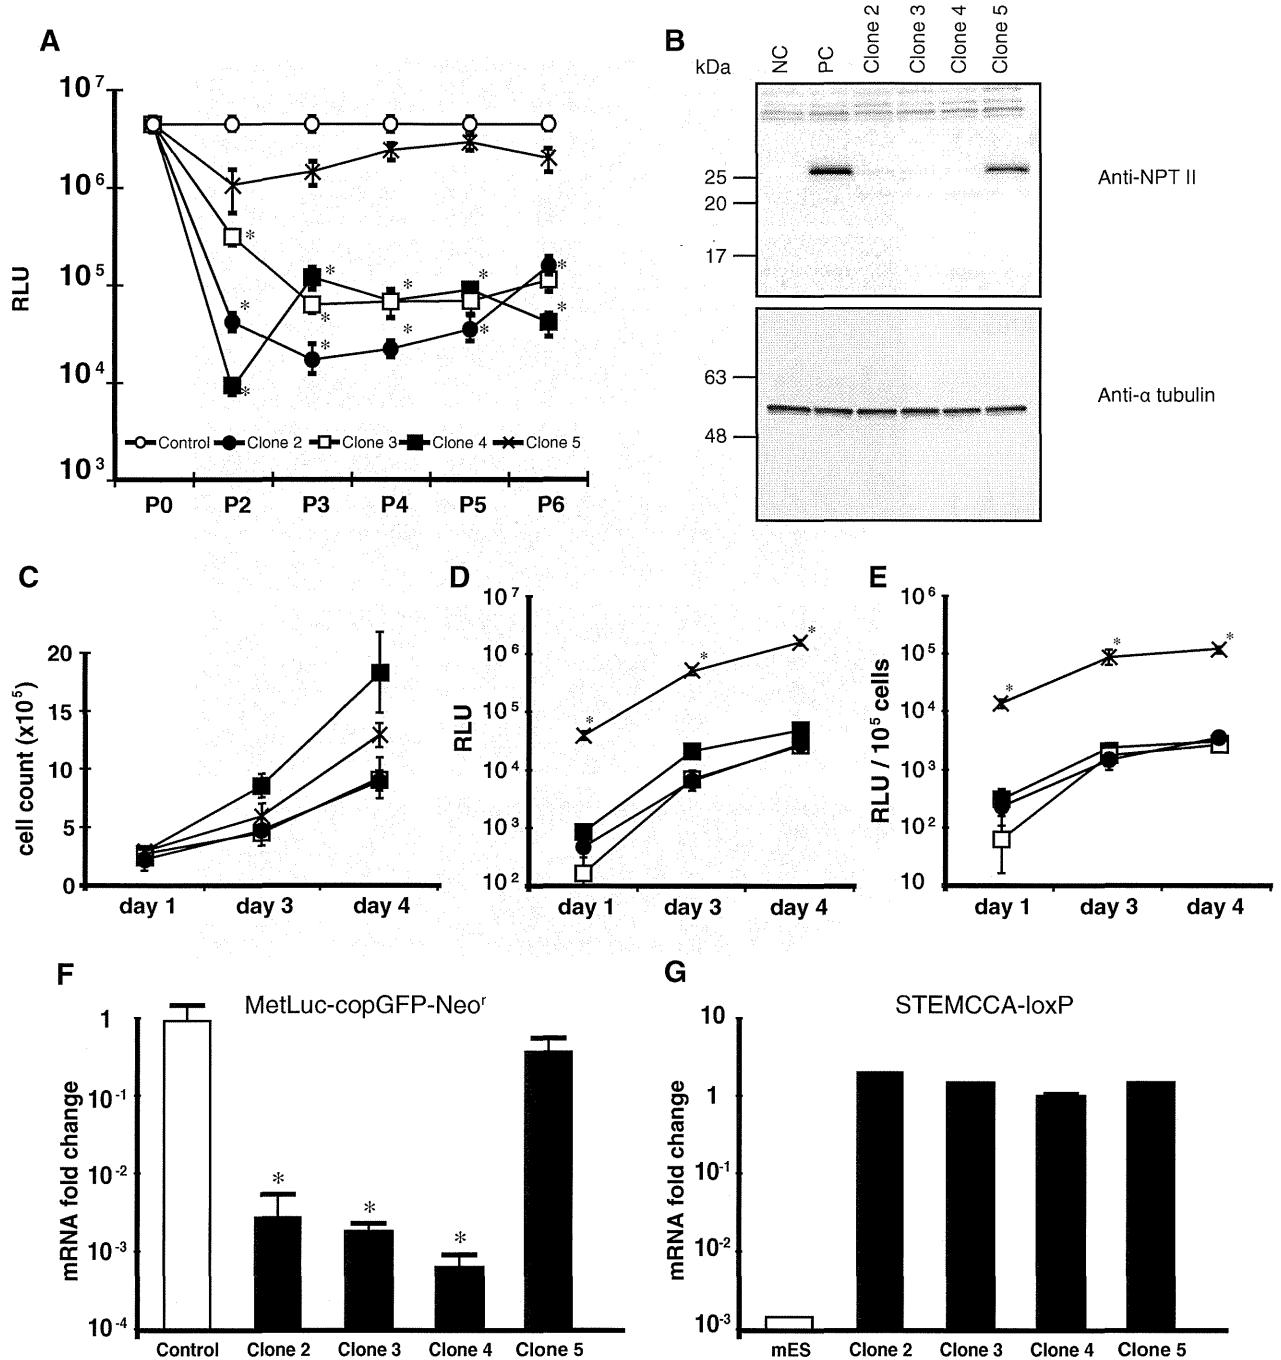 A
10⁷
10⁶
10⁵
10⁴
10³
RLU
Control Clone 2 Clone 3 Clone 4 Clone 5
P0 P2 P3 P4 P5 P6
* * * * * * * * * * *
B
kDa
NC PC Clone 2 Clone 3 Clone 4 Clone 5
25
20
17
Anti-NPT II
63
48
Anti-α tubulin
C
20
15
10
5
0
cell count (x10⁵)
day 1 day 3 day 4
D
10⁷
10⁶
10⁵
10⁴
10³
10²
RLU
* * *
day 1 day 3 day 4
E
10⁶
10⁵
10⁴
10³
10²
10
RLU / 10⁵ cells
* * *
day 1 day 3 day 4
F
MetLuc-copGFP-Neoʳ
1
10⁻¹
10⁻²
10⁻³
10⁻⁴
mRNA fold change
* * *
Control Clone 2 Clone 3 Clone 4 Clone 5
G
STEMCCA-loxP
10
1
10⁻¹
10⁻²
10⁻³
mRNA fold change
mES Clone 2 Clone 3 Clone 4 Clone 5